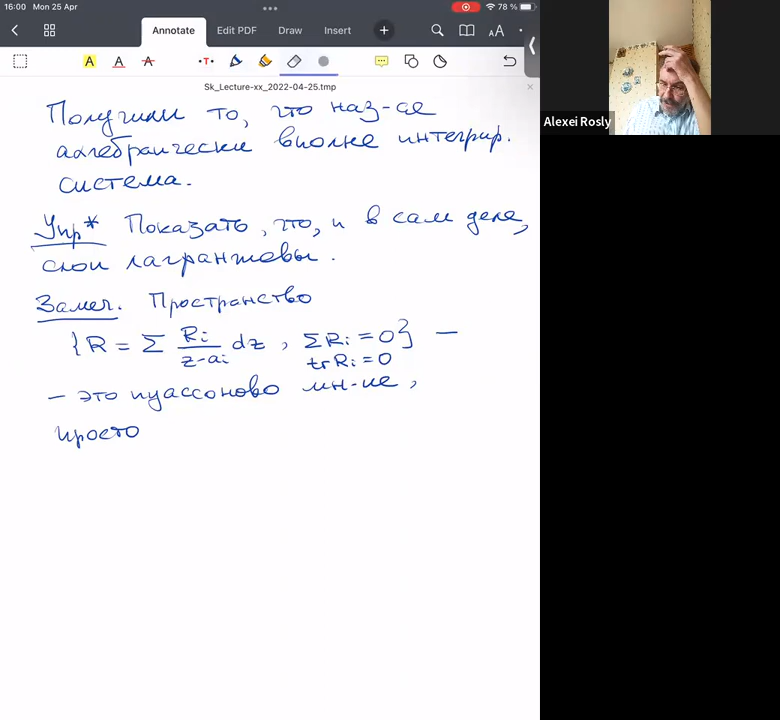 16:00 Mon 25 Apr
78 %
Annotate
Edit PDF
Draw
Insert
Sk_Lecture-xx_2022-04-25.tmp
Alexei Rosly
Получили то, что наз-ся
алгебраически вполне интегрир.
система.
Упр* Показать, что, и в сам деле,
слои лагранжевы.
Замеч. Пространство
{R = Σ Ri/(z-ai) dz, ΣRi = 0} —
trRi = 0
— это пуассоново мн-ие,
просто